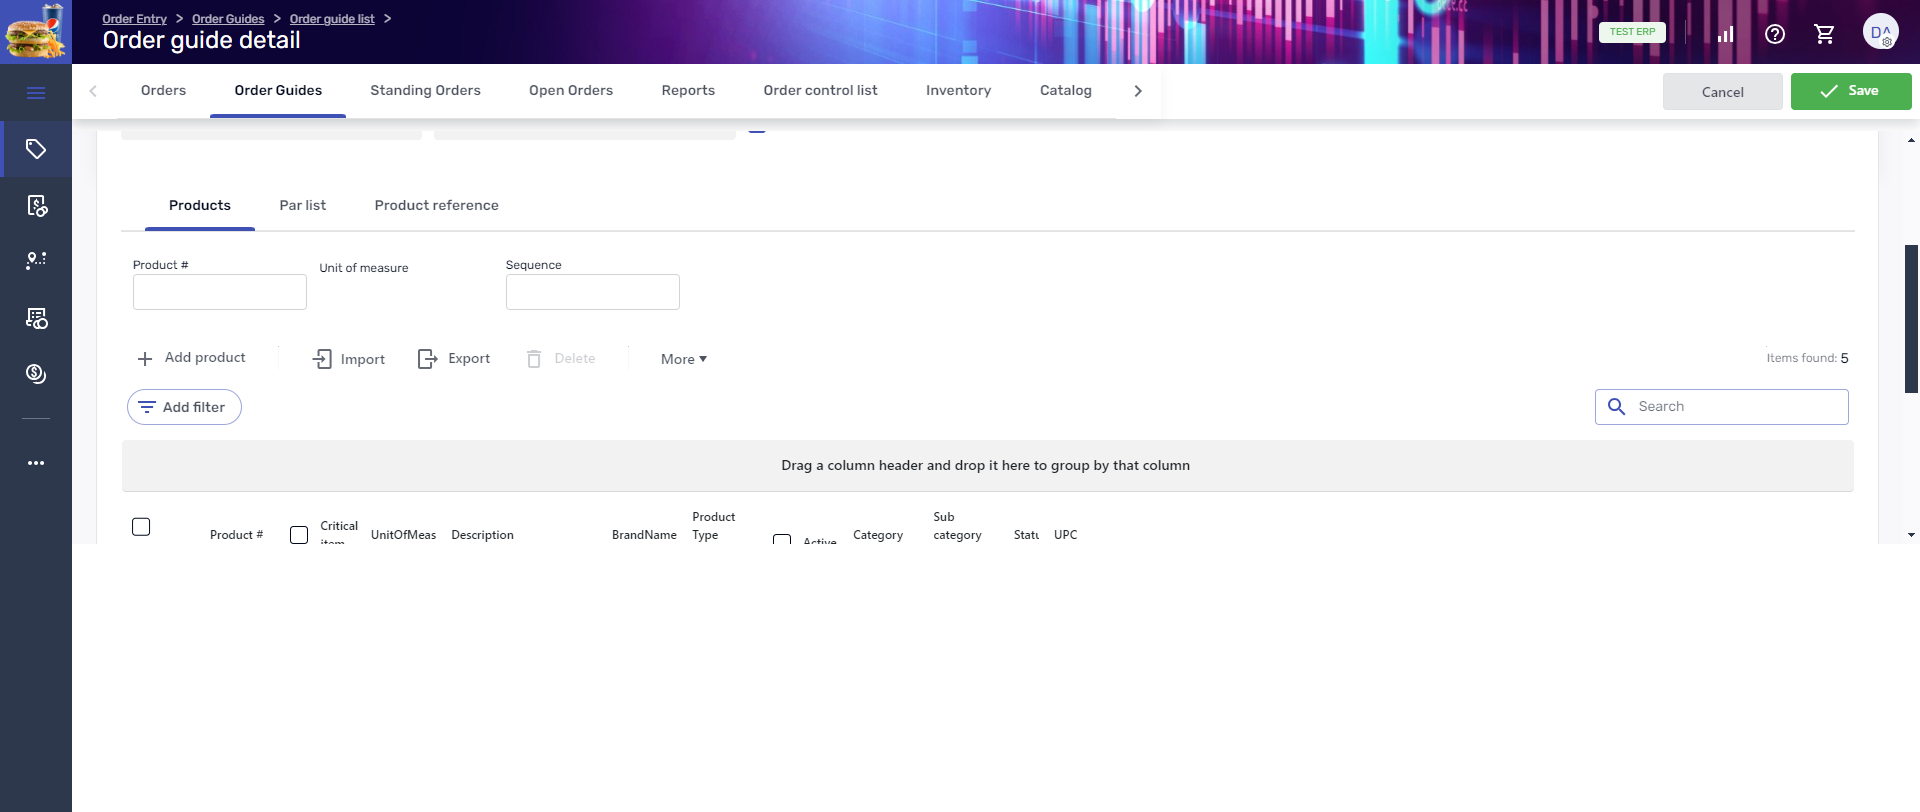 Order Entry > Order Guides > Order guide list >
Order guide detail
TEST ERP
DA
Orders Order Guides Standing Orders Open Orders Reports Order control list Inventory Catalog
Cancel Save
Products Par list Product reference
Product # Unit of measure Sequence
Add product Import Export Delete More Items found: 5
Add filter Search
Drag a column header and drop it here to group by that column
Product # Critical item UnitOfMeas Description BrandName Product Type Active Category Sub category Statu UPC